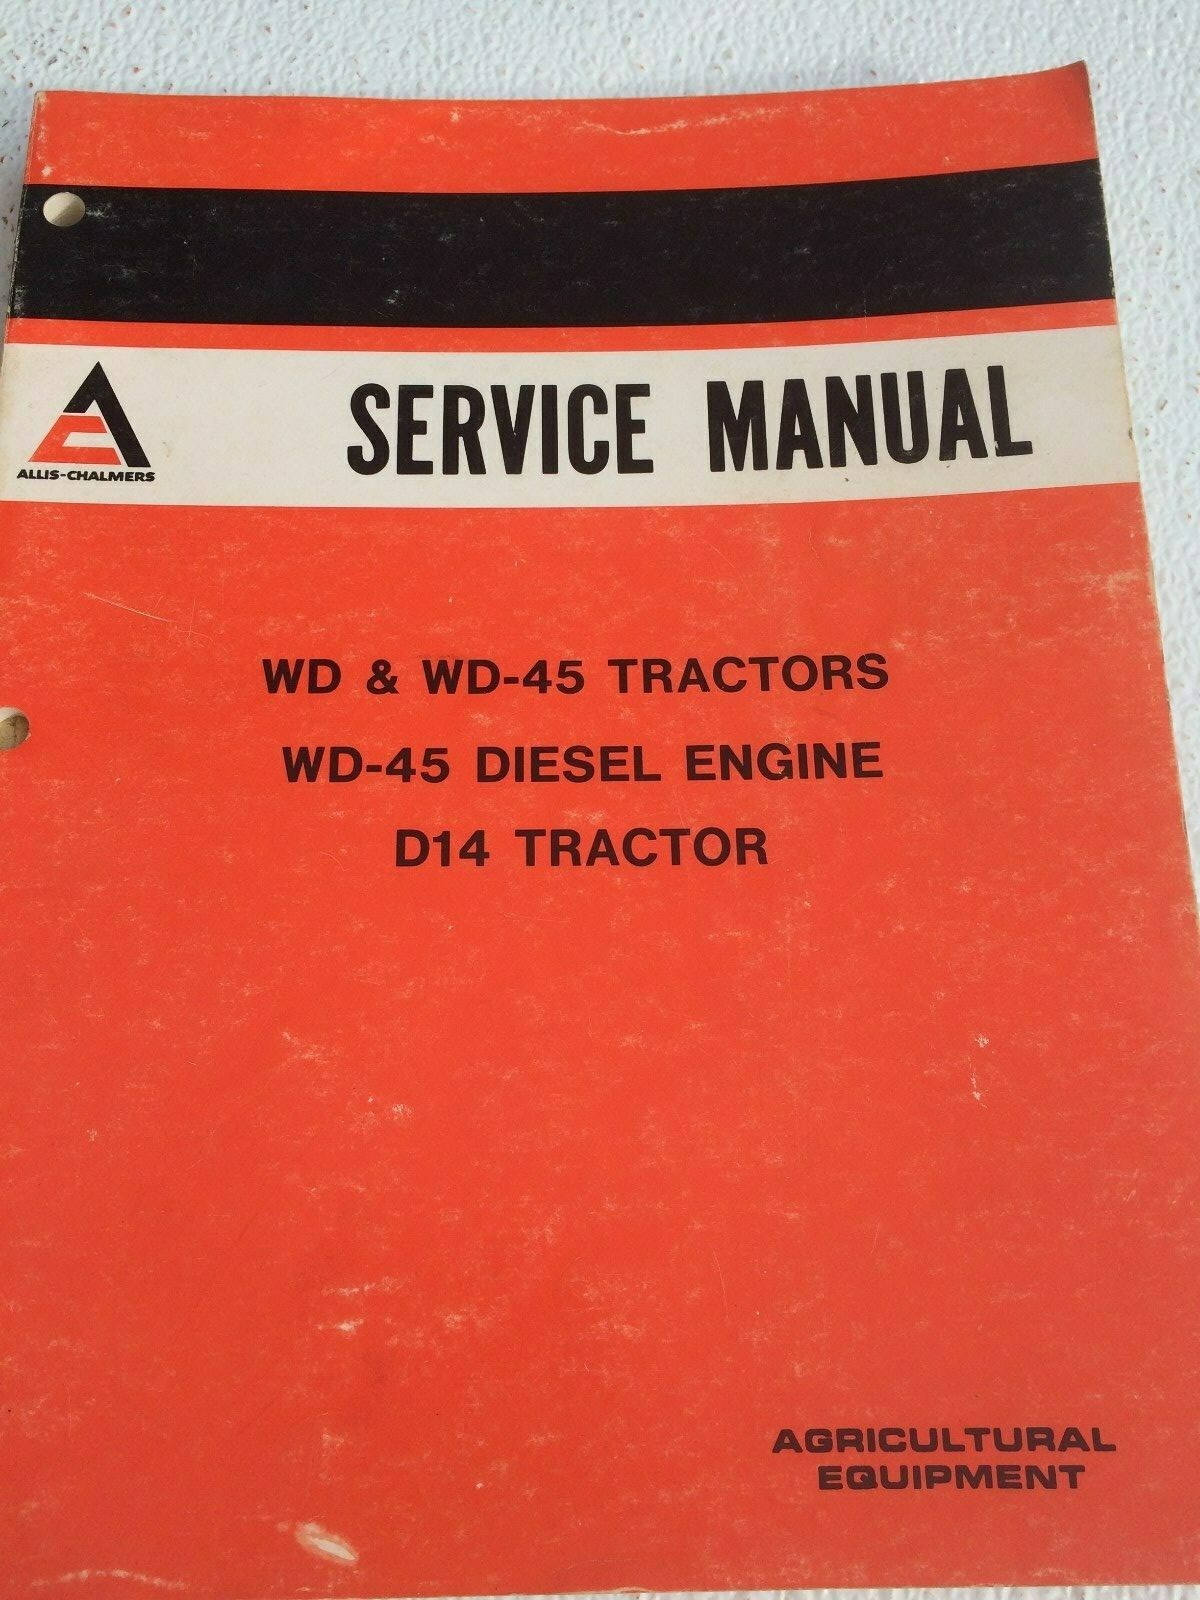 SERVICE MANUAL
ALLIS-CHALMERS
WD & WD-45 TRACTORS
WD-45 DIESEL ENGINE
D14 TRACTOR
AGRICULTURAL
EQUIPMENT